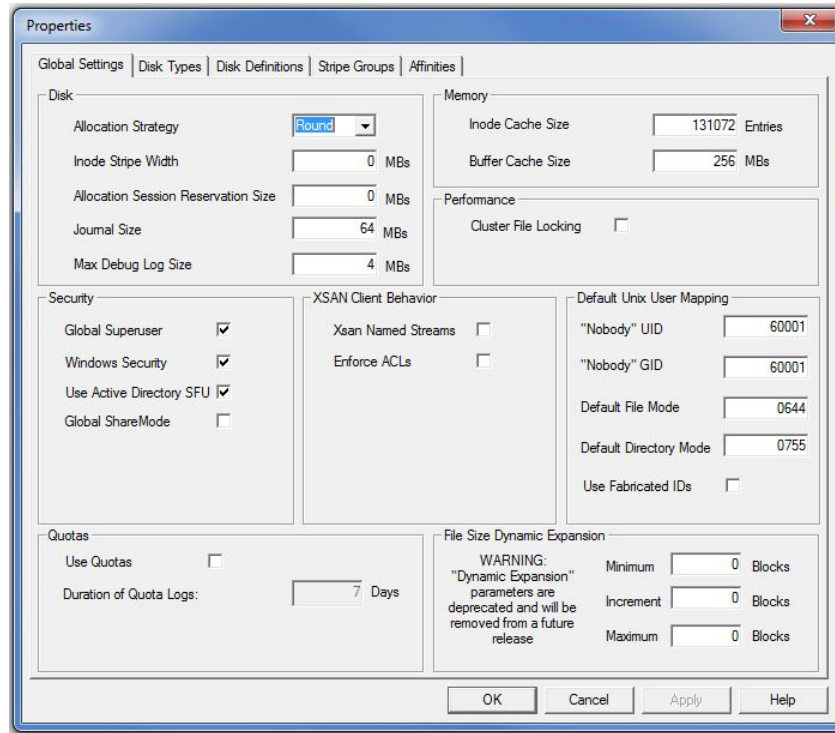 Properties
Global Settings Disk Types Disk Definitions Stripe Groups Affinities
Disk
Allocation Strategy Round
Inode Stripe Width 0 MBs
Allocation Session Reservation Size 0 MBs
Journal Size 64 MBs
Max Debug Log Size 4 MBs
Memory
Inode Cache Size 131072 Entries
Buffer Cache Size 256 MBs
Performance
Cluster File Locking
Security
Global Superuser
Windows Security
Use Active Directory SFU
Global ShareMode
XSAN Client Behavior
Xsan Named Streams
Enforce ACLs
Default Unix User Mapping
"Nobody" UID 60001
"Nobody" GID 60001
Default File Mode 0644
Default Directory Mode 0755
Use Fabricated IDs
Quotas
Use Quotas
Duration of Quota Logs: 7 Days
File Size Dynamic Expansion
WARNING:
"Dynamic Expansion"
parameters are
deprecated and will be
removed from a future
release
Minimum 0 Blocks
Increment 0 Blocks
Maximum 0 Blocks
OK Cancel Apply Help